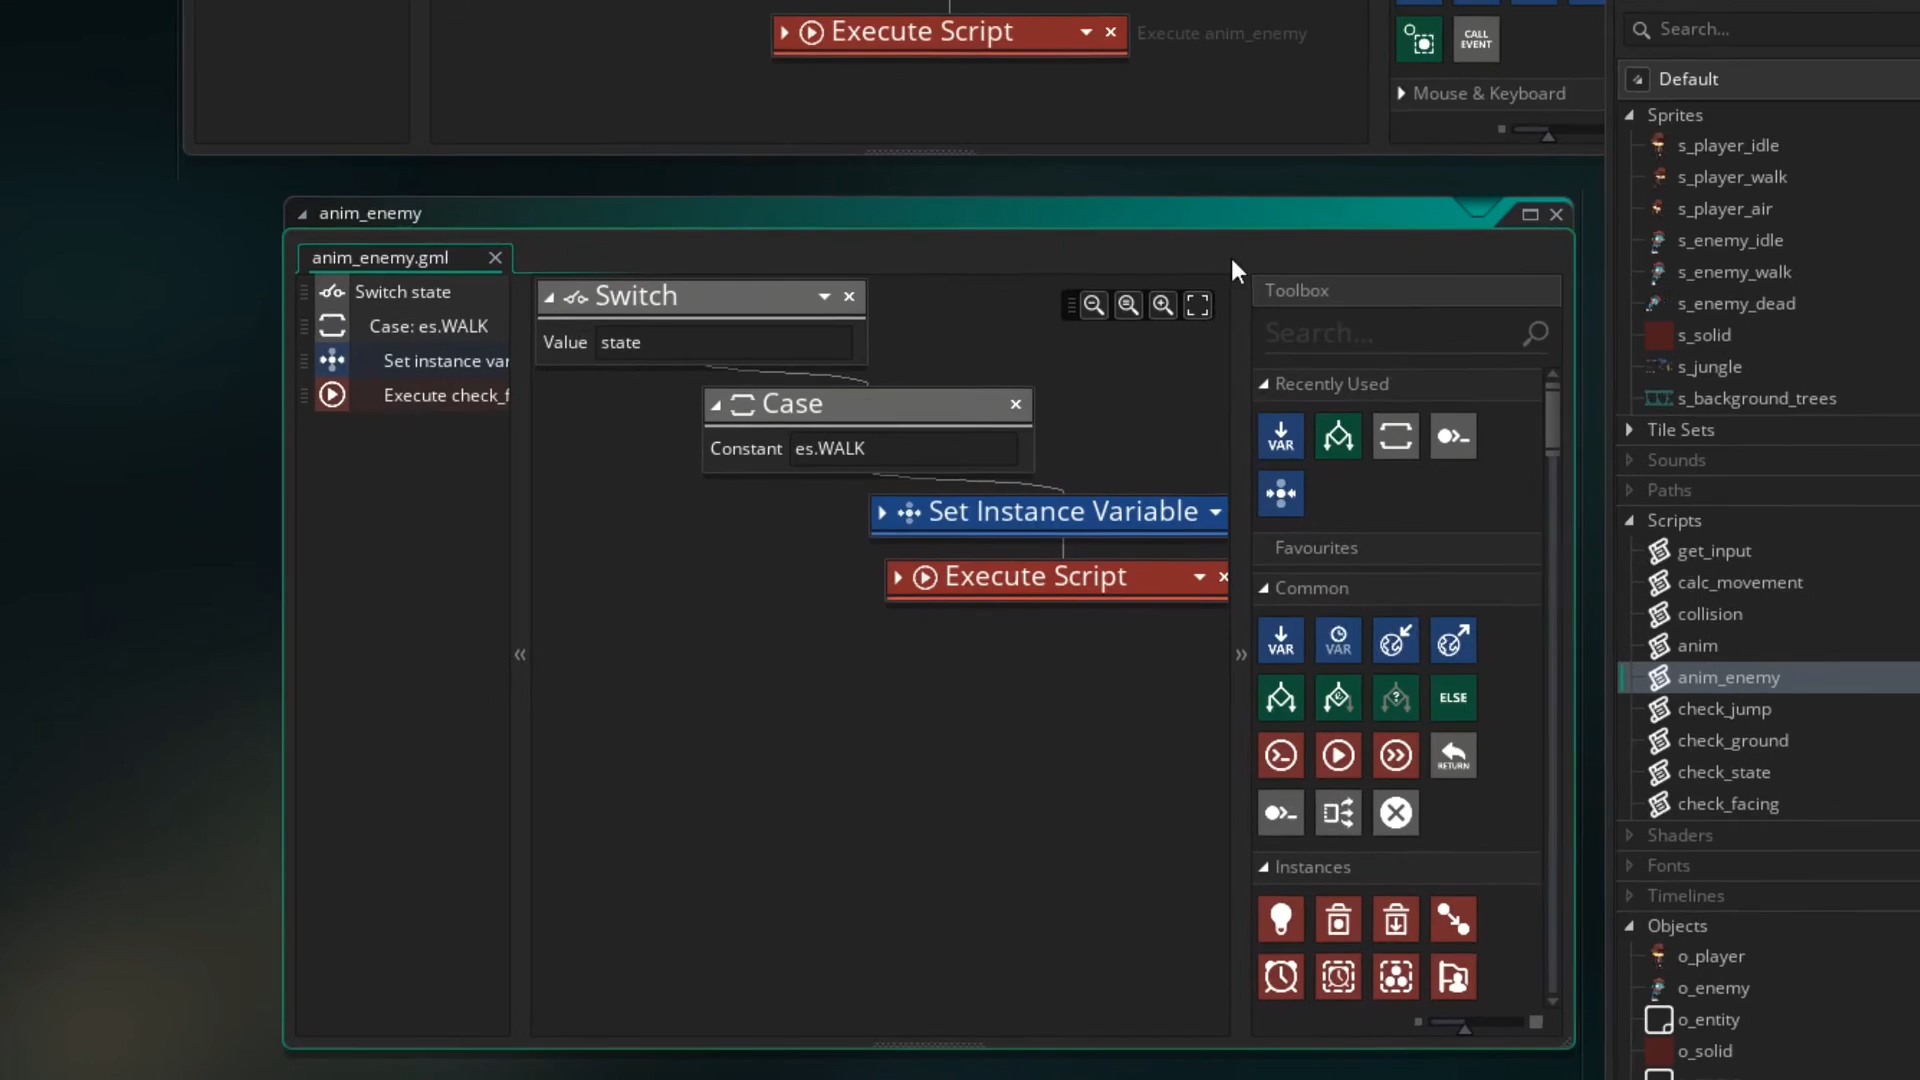 Execute Script
Execute anim_enemy
CALL
EVENT
Mouse & Keyboard
anim_enemy
anim_enemy.gml
Switch state
Case: es.WALK
Set instance var
Execute check_f
Switch
Value
state
Case
Constant
es.WALK
Set Instance Variable
Execute Script
Toolbox
Search...
Recently Used
VAR
Favourites
Common
VAR
VAR
ELSE
RETURN
Instances
Search...
Default
Sprites
s_player_idle
s_player_walk
s_player_air
s_enemy_idle
s_enemy_walk
s_enemy_dead
s_solid
s_jungle
s_background_trees
Tile Sets
Sounds
Paths
Scripts
get_input
calc_movement
collision
anim
anim_enemy
check_jump
check_ground
check_state
check_facing
Shaders
Fonts
Timelines
Objects
o_player
o_enemy
o_entity
o_solid